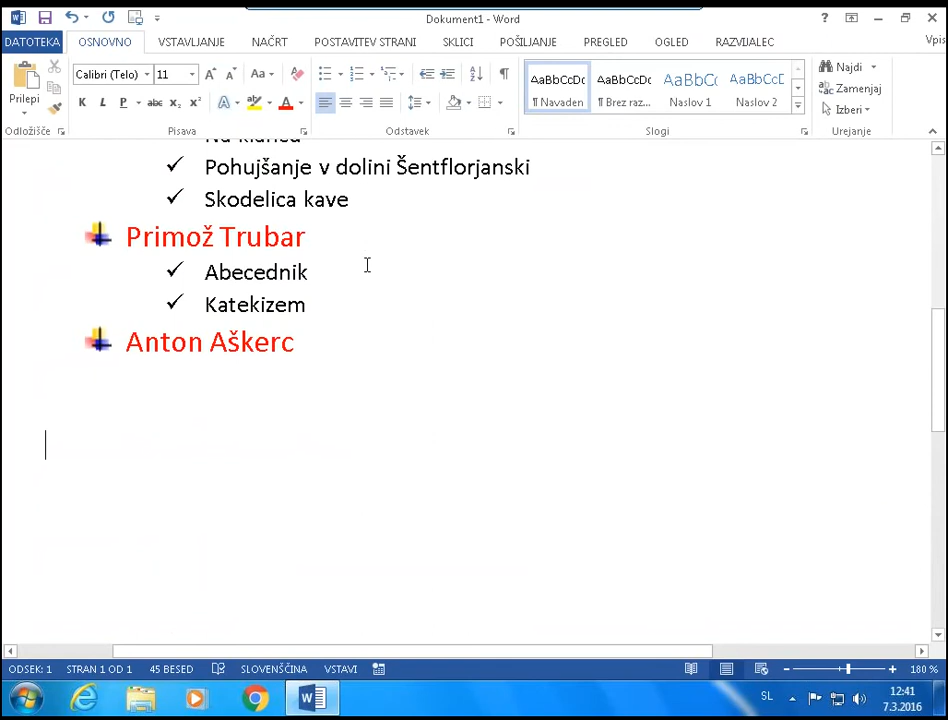 Dokument1 - Word
DATOTEKA OSNOVNO VSTAVLJANJE NAČRT POSTAVITEV STRANI SKLICI POŠILJANJE PREGLED OGLED RAZVIJALEC Vpis
Prilepi
Calibri (Telo) 11 Aa
K L P abc x₂ x² A A
AaBbCcDc AaBbCcDc AaBbCc AaBbCcD
¶ Navaden ¶ Brez raz... Naslov 1 Naslov 2
Najdi
Zamenjaj
Izberi
Odložišče Pisava Odstavek Slogi Urejanje
Na klancu
Pohujšanje v dolini Šentflorjanski
Skodelica kave
Primož Trubar
Abecednik
Katekizem
Anton Aškerc
ODSEK: 1 STRAN 1 OD 1 45 BESED SLOVENŠČINA VSTAVI 180 %
SL 12:41
7.3.2016